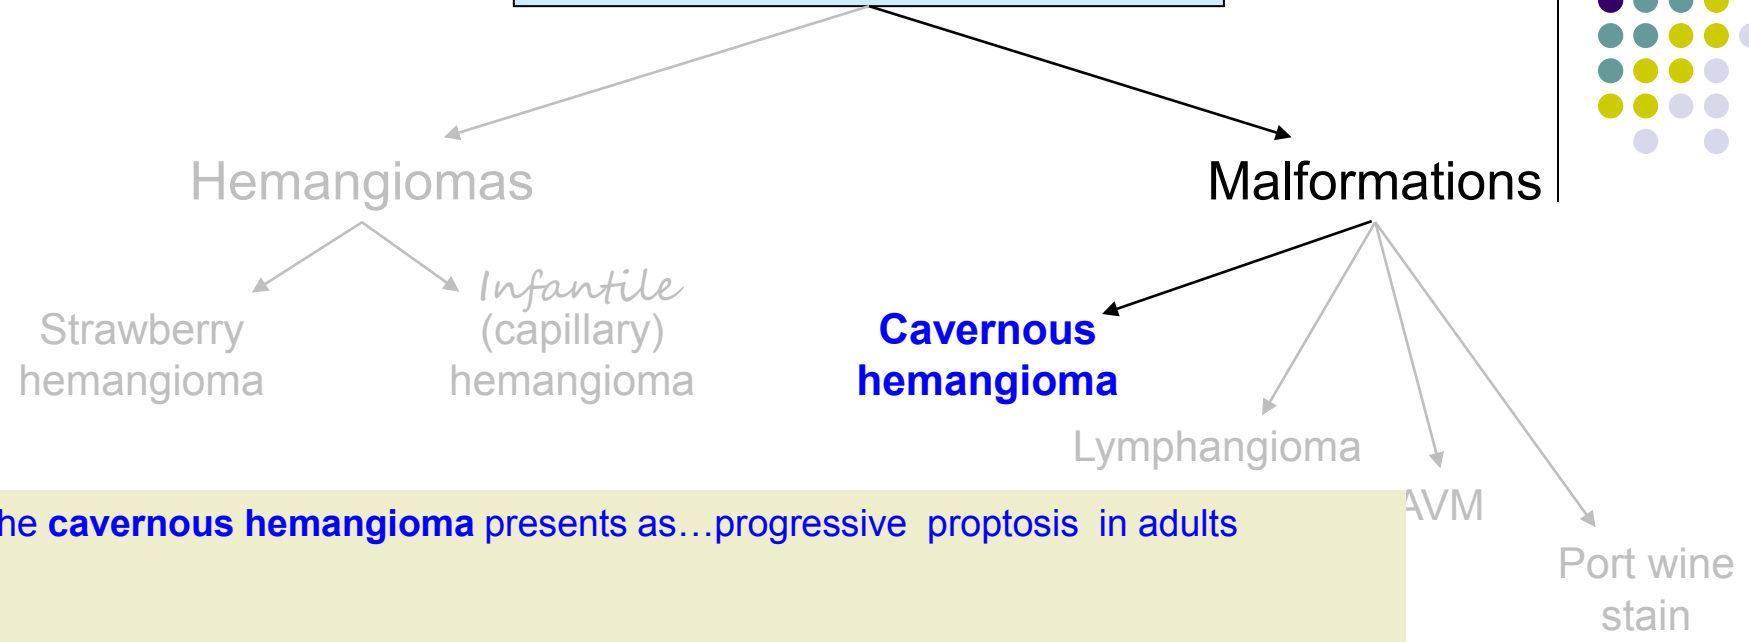 Hemangiomas
Malformations
Strawberry
hemangioma
Infantile
(capillary)
hemangioma
Cavernous
hemangioma
Lymphangioma
AVM
Port wine
stain
cavernous hemangioma presents as…progressive proptosis in adults